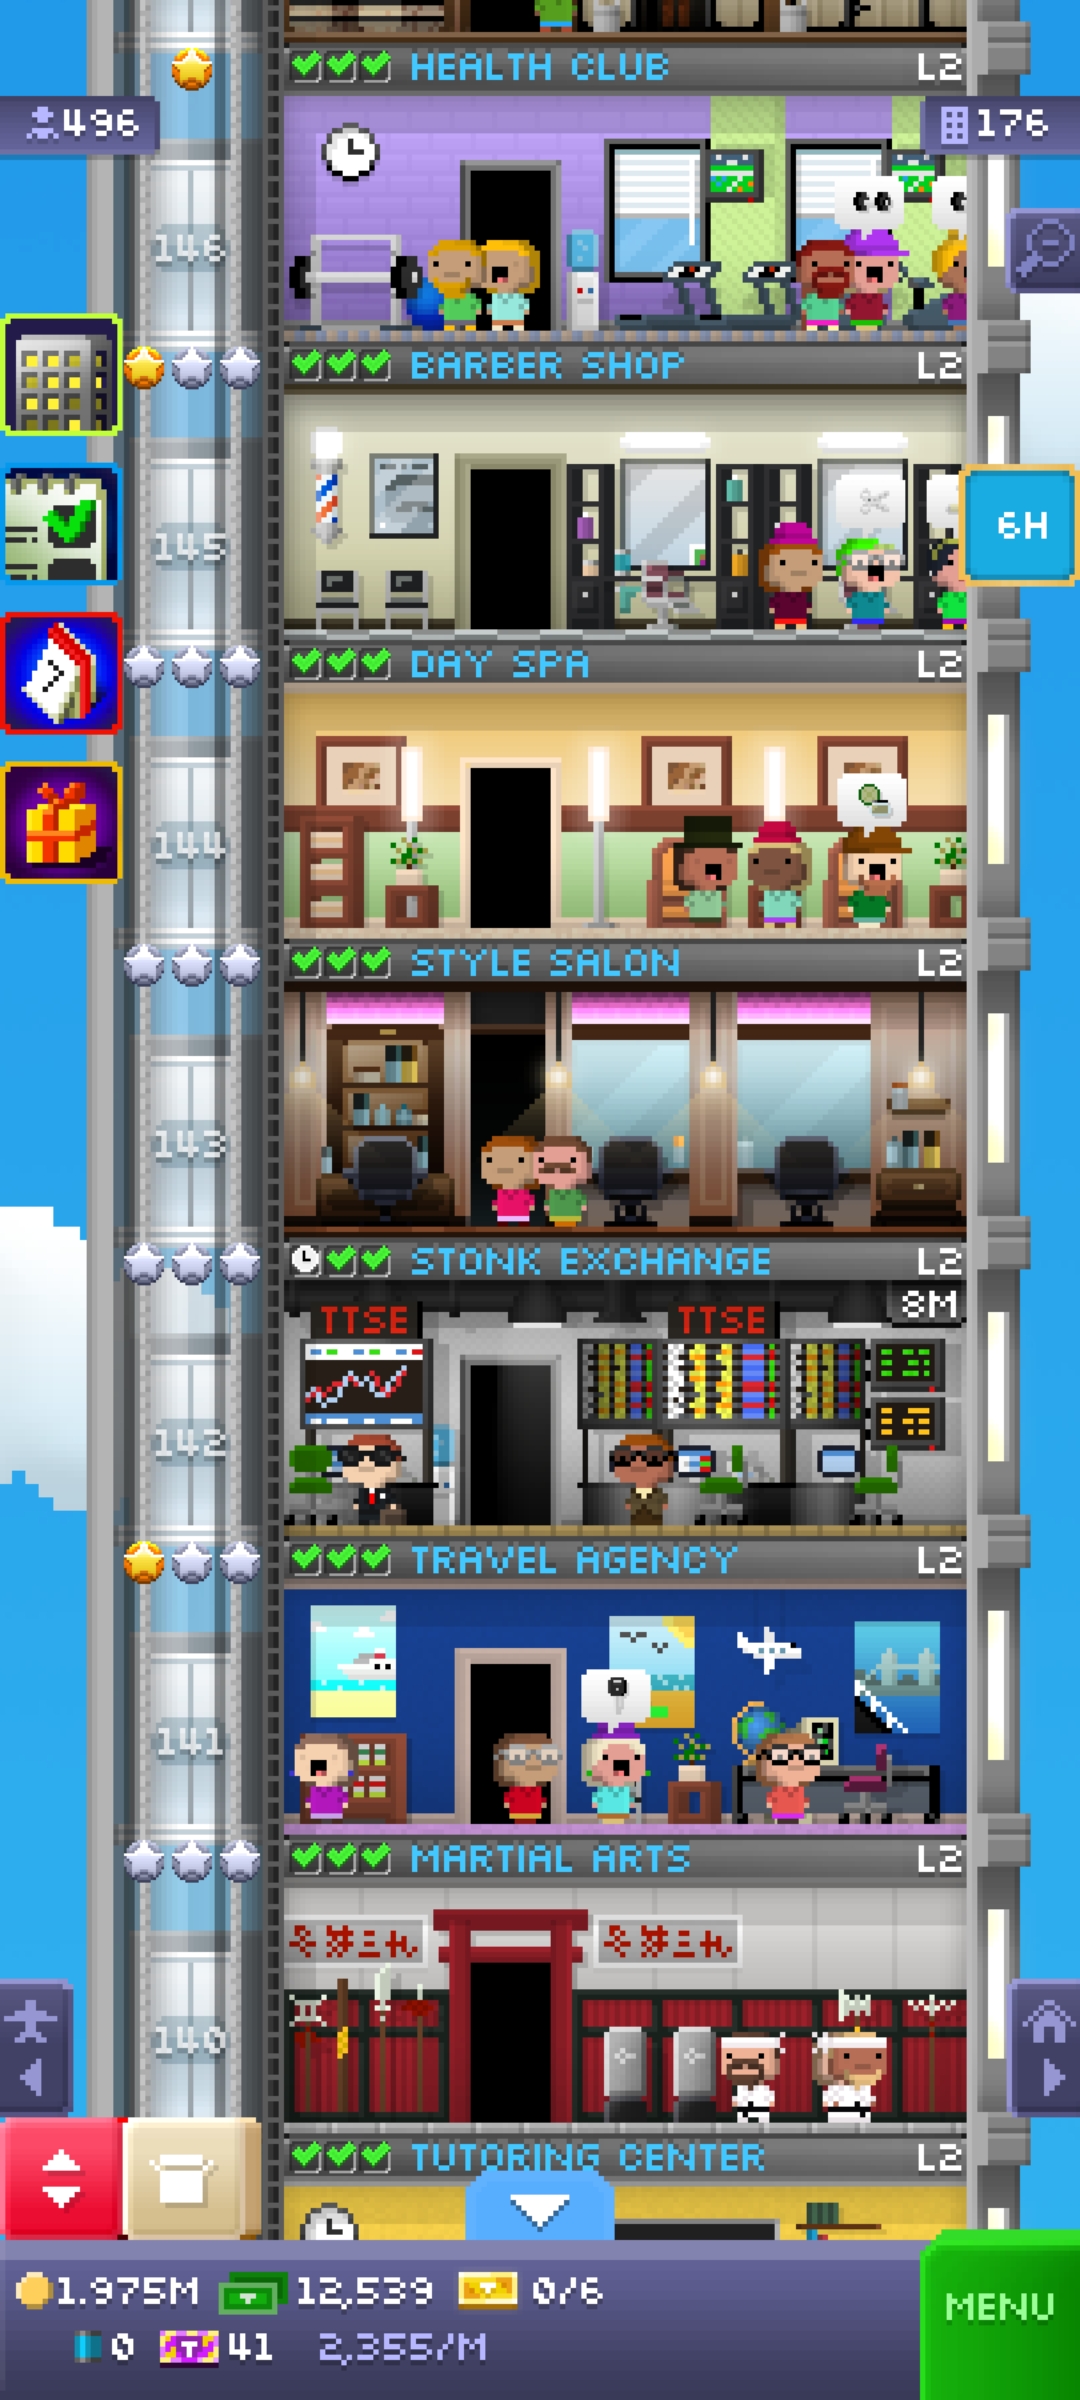 HEALTH CLUB L2
496
176
146
BARBER SHOP L2
6H
145
DAY SPA L2
144
STYLE SALON L2
143
STONK EXCHANGE L2
8M
TTSE TTSE
142
TRAVEL AGENCY L2
141
MARTIAL ARTS L2
140
TUTORING CENTER L2
1.975M 12,539 0/6
MENU
0 T 41 2,355/M